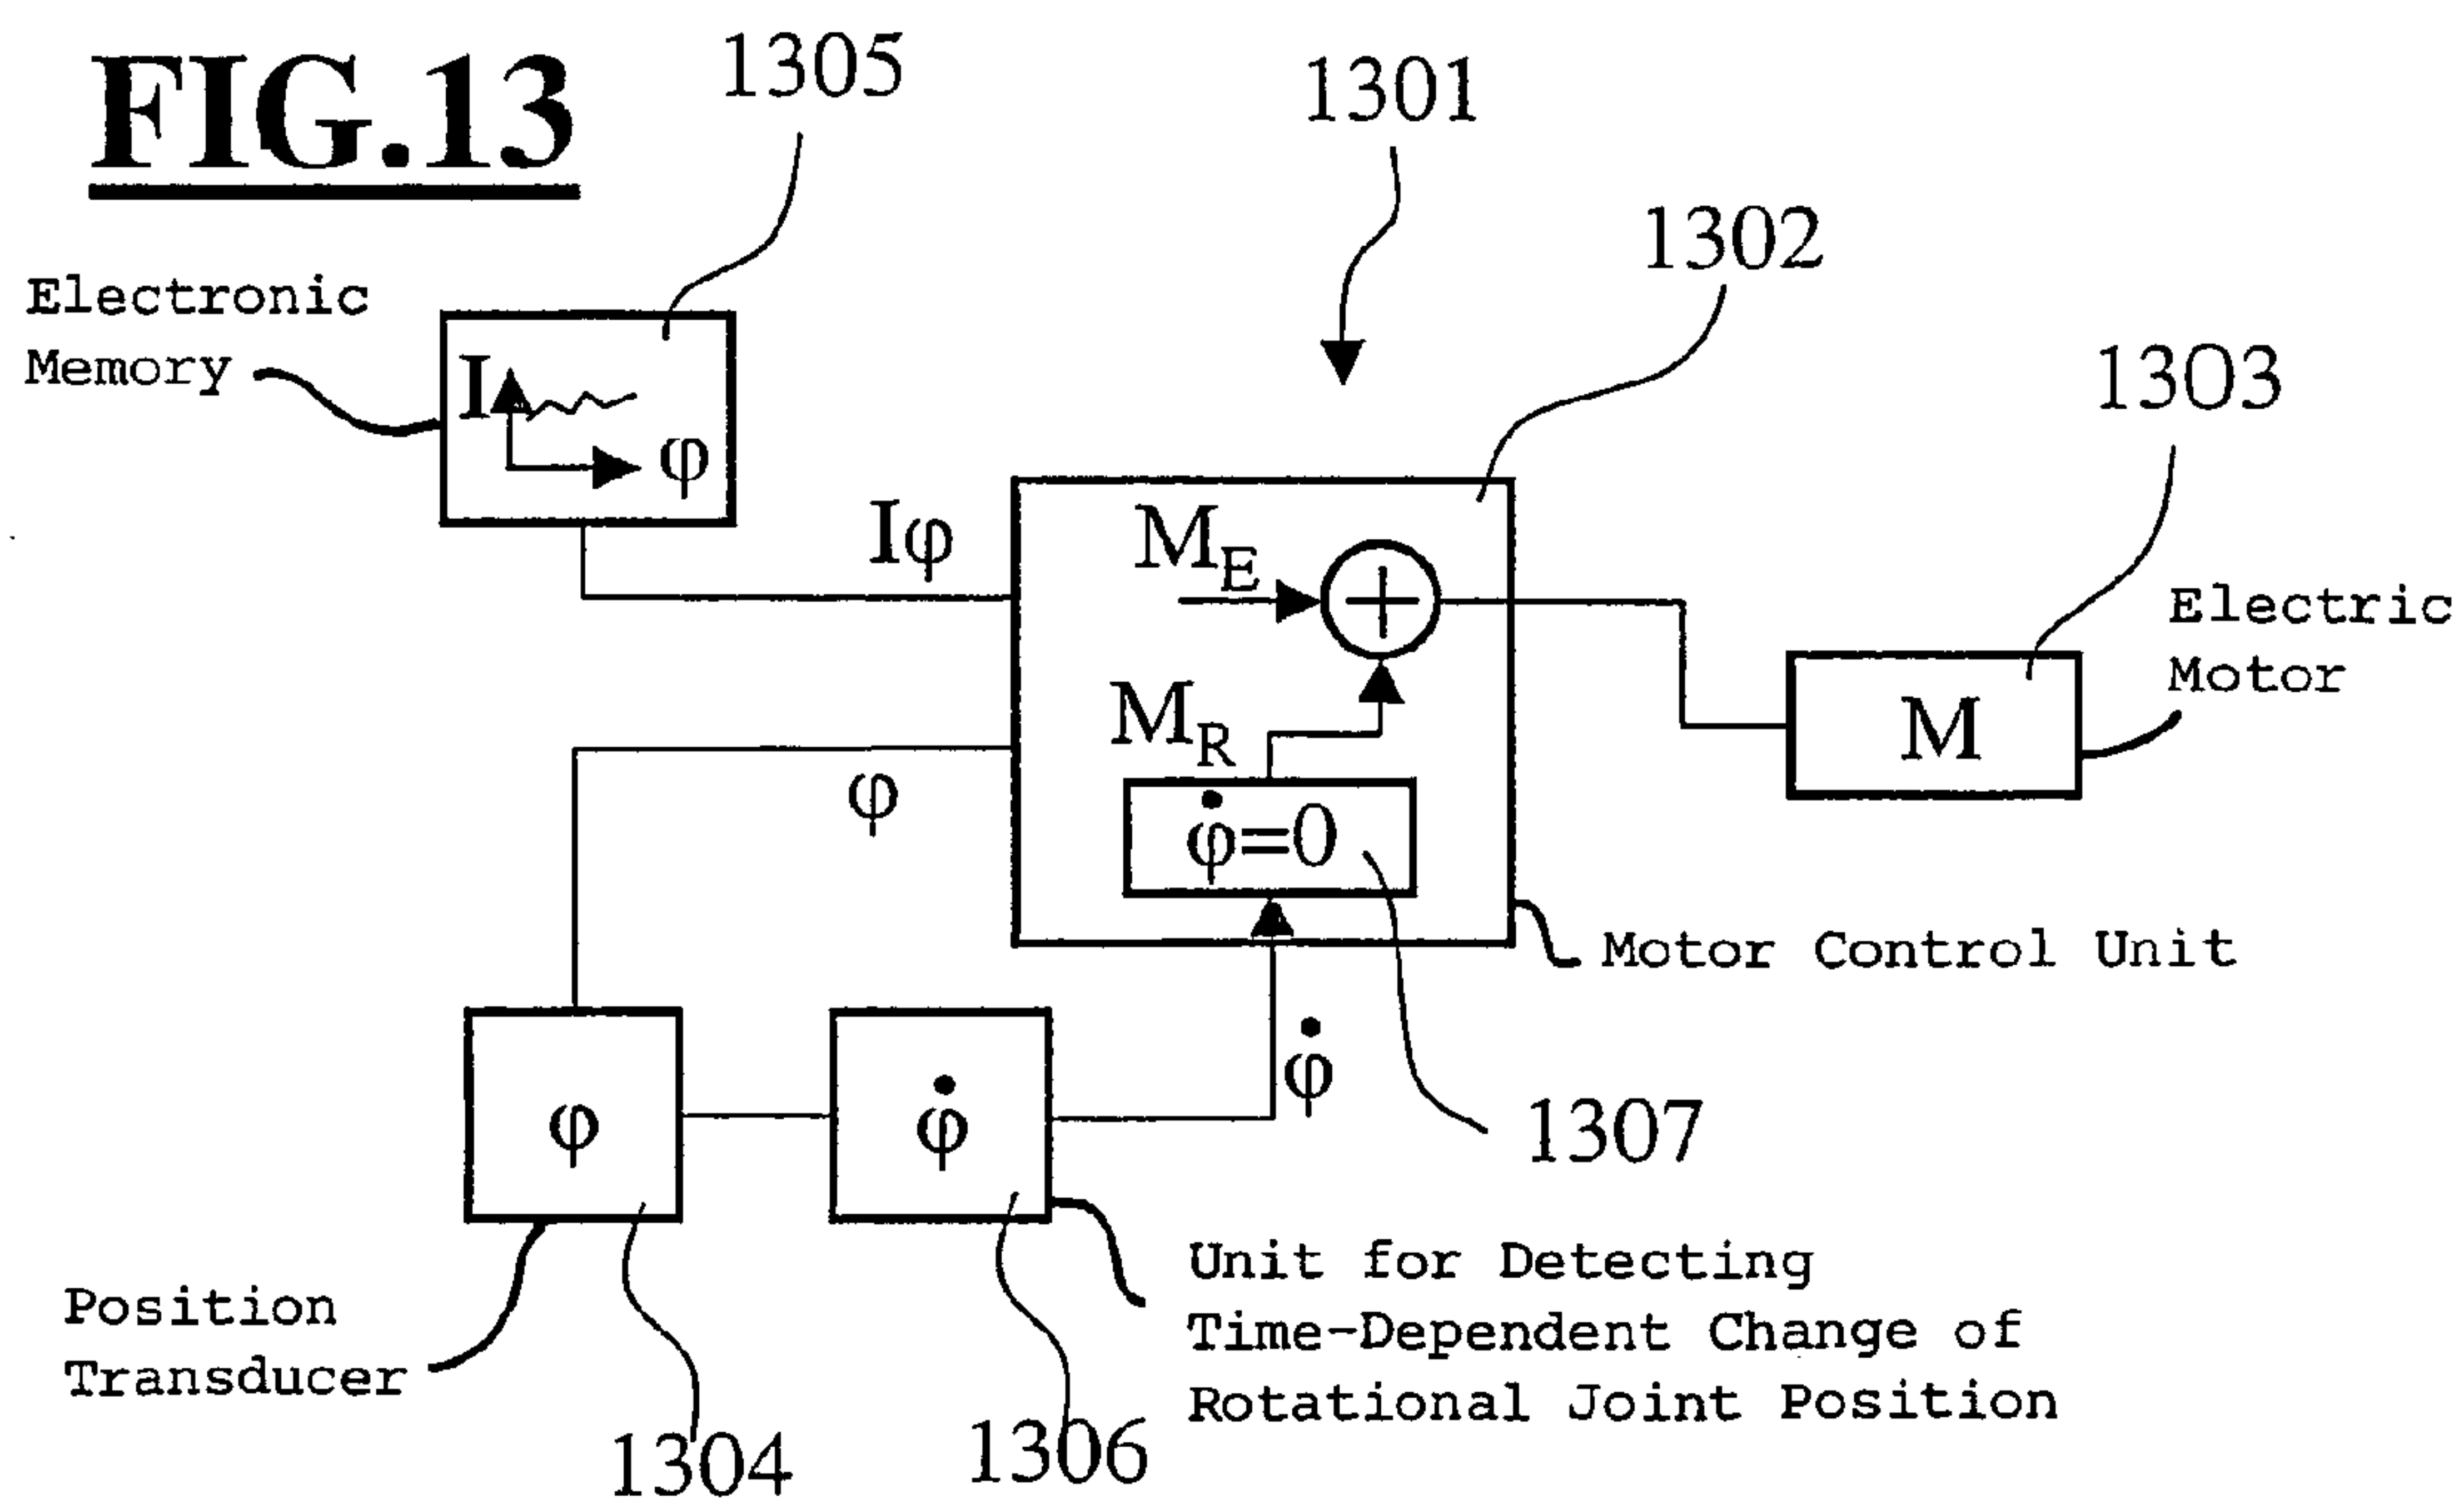 FIG.13
1305
1301
1302
1303
Electronic
Memory
I
φ
Iφ
M_E
M_R
φ̇=0
φ
M
Electric
Motor
Motor Control Unit
φ
φ̇
φ̇
1307
Position
Transducer
Unit for Detecting
Time-Dependent Change of
Rotational Joint Position
1304
1306